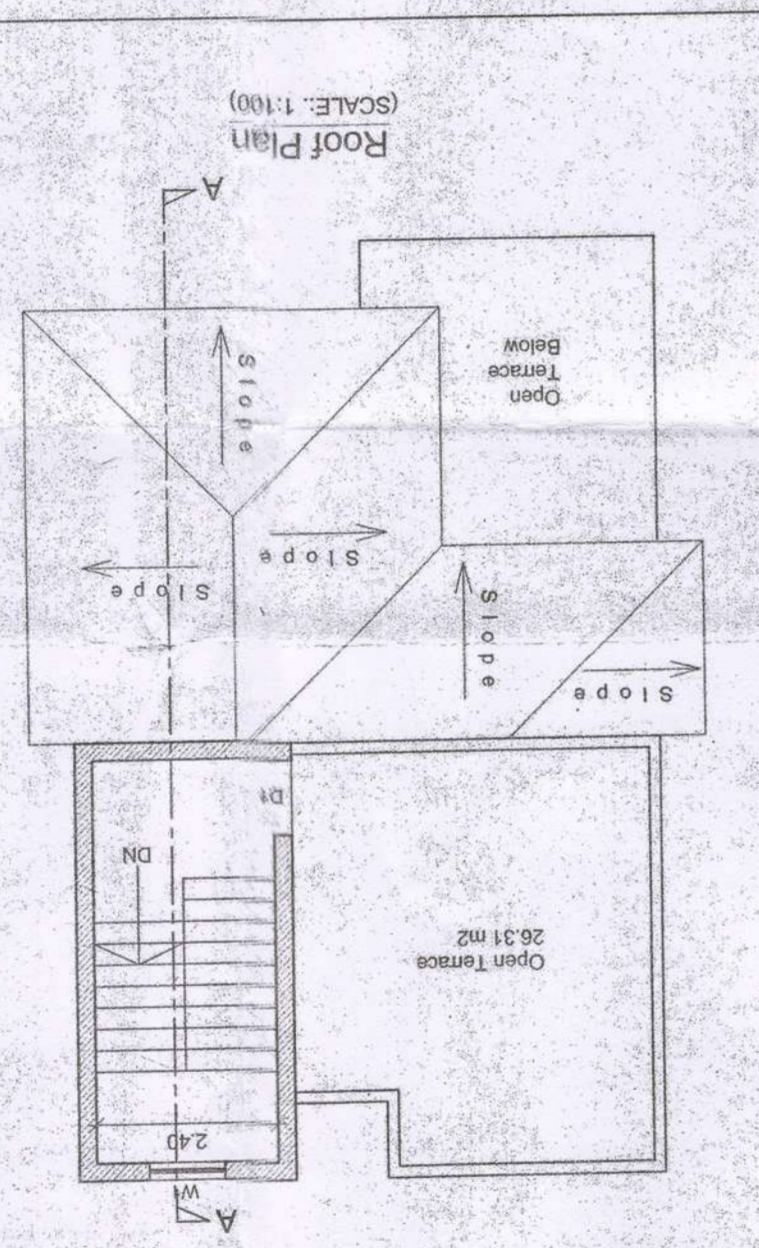 A
W
2.40
Open Terrace
26.31 m2
DN
D1
Slope
Slope
Slope
Slope
Slope
Open
Terrace
Below
A
Roof Plan
(SCALE:: 1:100)